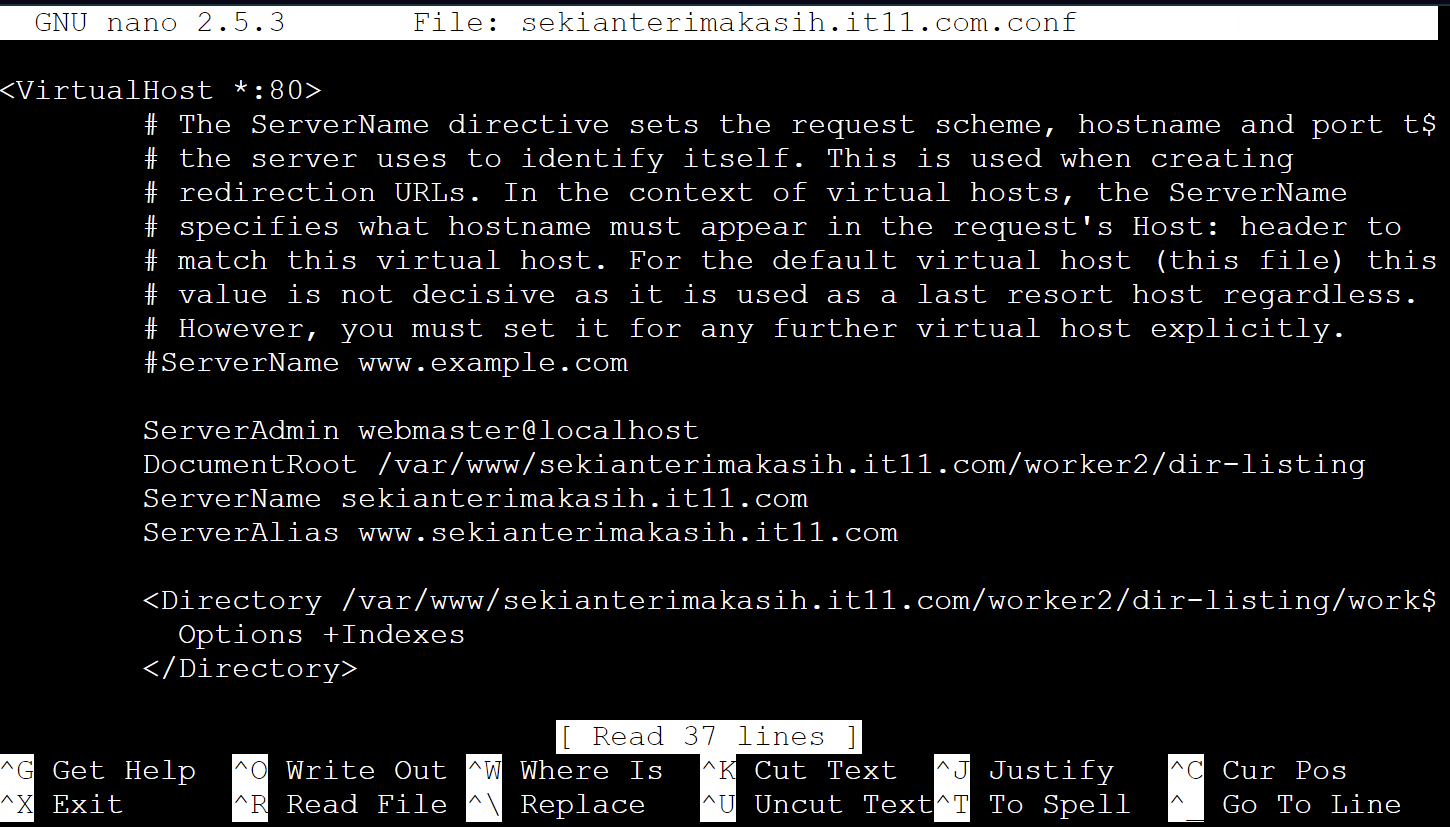 GNU nano 2.5.3 File: sekianterimakasih.it11.com.conf
<VirtualHost *:80>
# The ServerName directive sets the request scheme, hostname and port t$
# the server uses to identify itself. This is used when creating
# redirection URLs. In the context of virtual hosts, the ServerName
# specifies what hostname must appear in the request's Host: header to
# match this virtual host. For the default virtual host (this file) this
# value is not decisive as it is used as a last resort host regardless.
# However, you must set it for any further virtual host explicitly.
#ServerName www.example.com
ServerAdmin webmaster@localhost
DocumentRoot /var/www/sekianterimakasih.it11.com/worker2/dir-listing
ServerName sekianterimakasih.it11.com
ServerAlias www.sekianterimakasih.it11.com
<Directory /var/www/sekianterimakasih.it11.com/worker2/dir-listing/work$
Options +Indexes
</Directory>
[ Read 37 lines ]
^G Get Help ^O Write Out ^W Where Is ^K Cut Text ^J Justify ^C Cur Pos
^X Exit ^R Read File ^\ Replace ^U Uncut Text ^T To Spell ^_ Go To Line